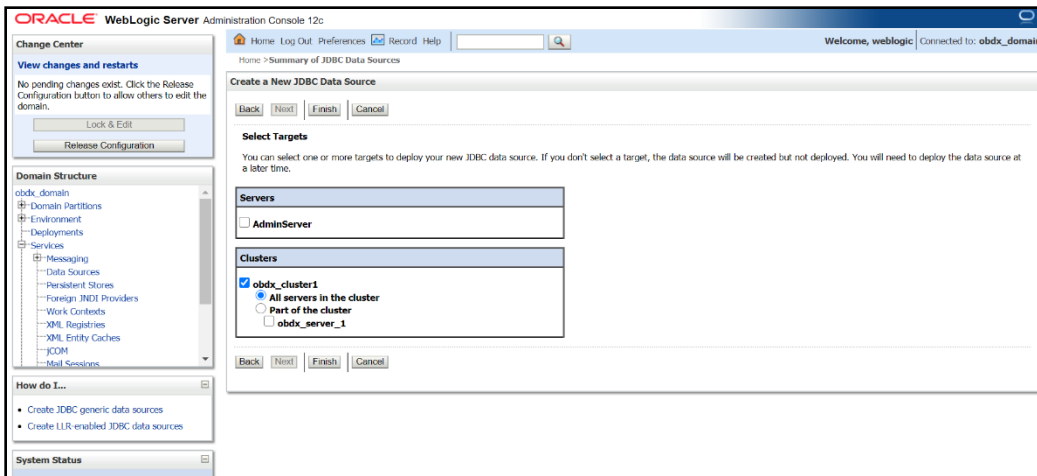 ORACLE WebLogic Server Administration Console 12c
Change Center
View changes and restarts
No pending changes exist. Click the Release
Configuration button to allow others to edit the
domain.
Lock & Edit
Release Configuration
Domain Structure
obdx_domain
Domain Partitions
Environment
Deployments
Services
Messaging
Data Sources
Persistent Stores
Foreign JNDI Providers
Work Contexts
XML Registries
XML Entity Caches
jCOM
Mail Sessions
How do I...
Create JDBC generic data sources
Create LLR-enabled JDBC data sources
System Status
Home Log Out Preferences Record Help
Welcome, weblogic Connected to: obdx_domain
Home >Summary of JDBC Data Sources
Create a New JDBC Data Source
Back Next Finish Cancel
Select Targets
You can select one or more targets to deploy your new JDBC data source. If you don't select a target, the data source will be created but not deployed. You will need to deploy the data source at
a later time.
Servers
AdminServer
Clusters
obdx_cluster1
All servers in the cluster
Part of the cluster
obdx_server_1
Back Next Finish Cancel